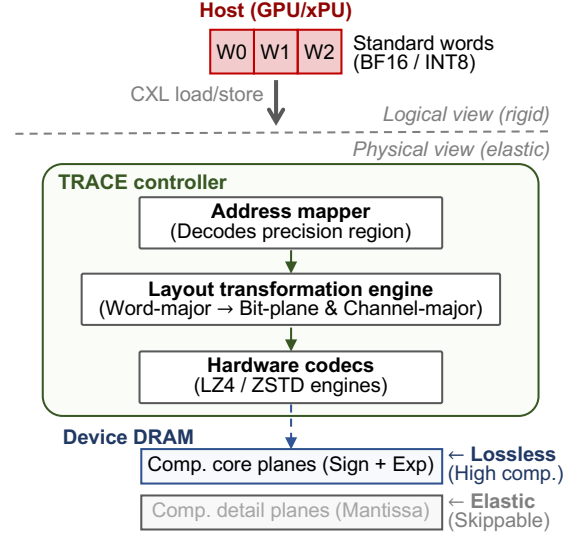 Host (GPU/xPU)
W0 W1 W2
Standard words
(BF16 / INT8)
CXL load/store
Logical view (rigid)
Physical view (elastic)
TRACE controller
Address mapper
(Decodes precision region)
Layout transformation engine
(Word-major → Bit-plane & Channel-major)
Hardware codecs
(LZ4 / ZSTD engines)
Device DRAM
Comp. core planes (Sign + Exp)
← Lossless
(High comp.)
Comp. detail planes (Mantissa)
← Elastic
(Skippable)